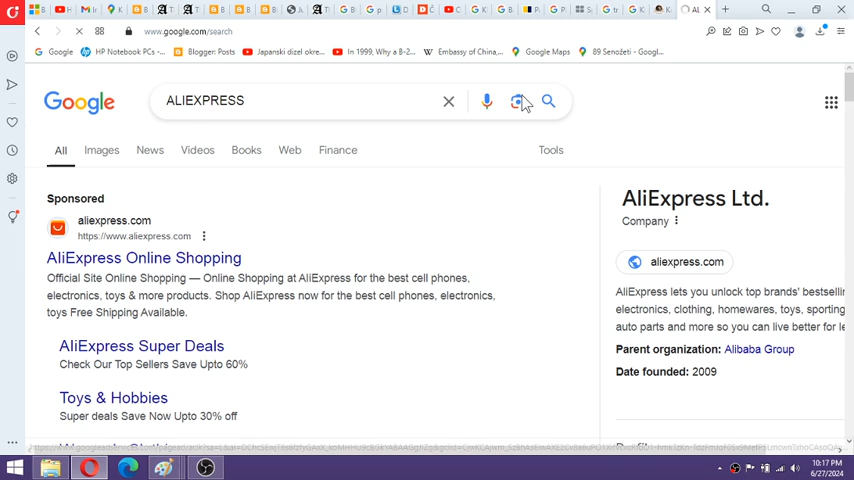 www.google.com/search
Google
HP Notebook PCs -...
Blogger: Posts
Japanski dizel okre...
In 1999, Why a B-2...
Embassy of China,...
Google Maps
89 Senožeti - Googl...
Google
ALIEXPRESS
All
Images
News
Videos
Books
Web
Finance
Tools
Sponsored
aliexpress.com
https://www.aliexpress.com
AliExpress Online Shopping
Official Site Online Shopping — Online Shopping at AliExpress for the best cell phones,
electronics, toys & more products. Shop AliExpress now for the best cell phones, electronics,
toys Free Shipping Available.
AliExpress Super Deals
Check Our Top Sellers Save Upto 60%
Toys & Hobbies
Super deals Save Now Upto 30% off
AliExpress Ltd.
Company
aliexpress.com
AliExpress lets you unlock top brands' bestselli
electronics, clothing, homewares, toys, sporting
auto parts and more so you can live better for le
Parent organization: Alibaba Group
Date founded: 2009
10:17 PM
6/27/2024